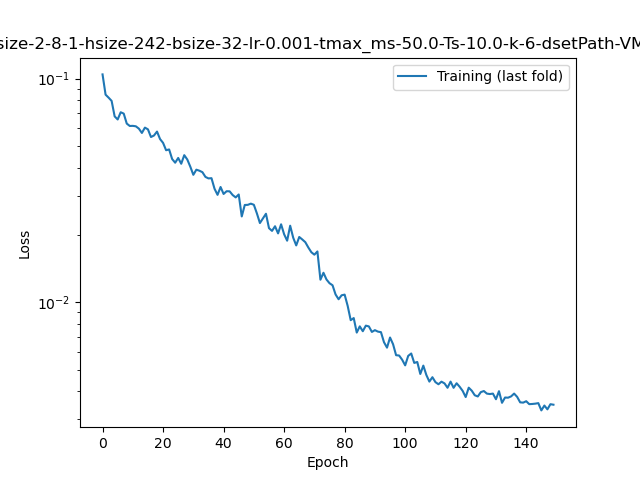 size-2-8-1-hsize-242-bsize-32-lr-0.001-tmax_ms-50.0-Ts-10.0-k-6-dsetPath-VM
Training (last fold)
10⁻¹
10⁻²
Loss
0 20 40 60 80 100 120 140
Epoch